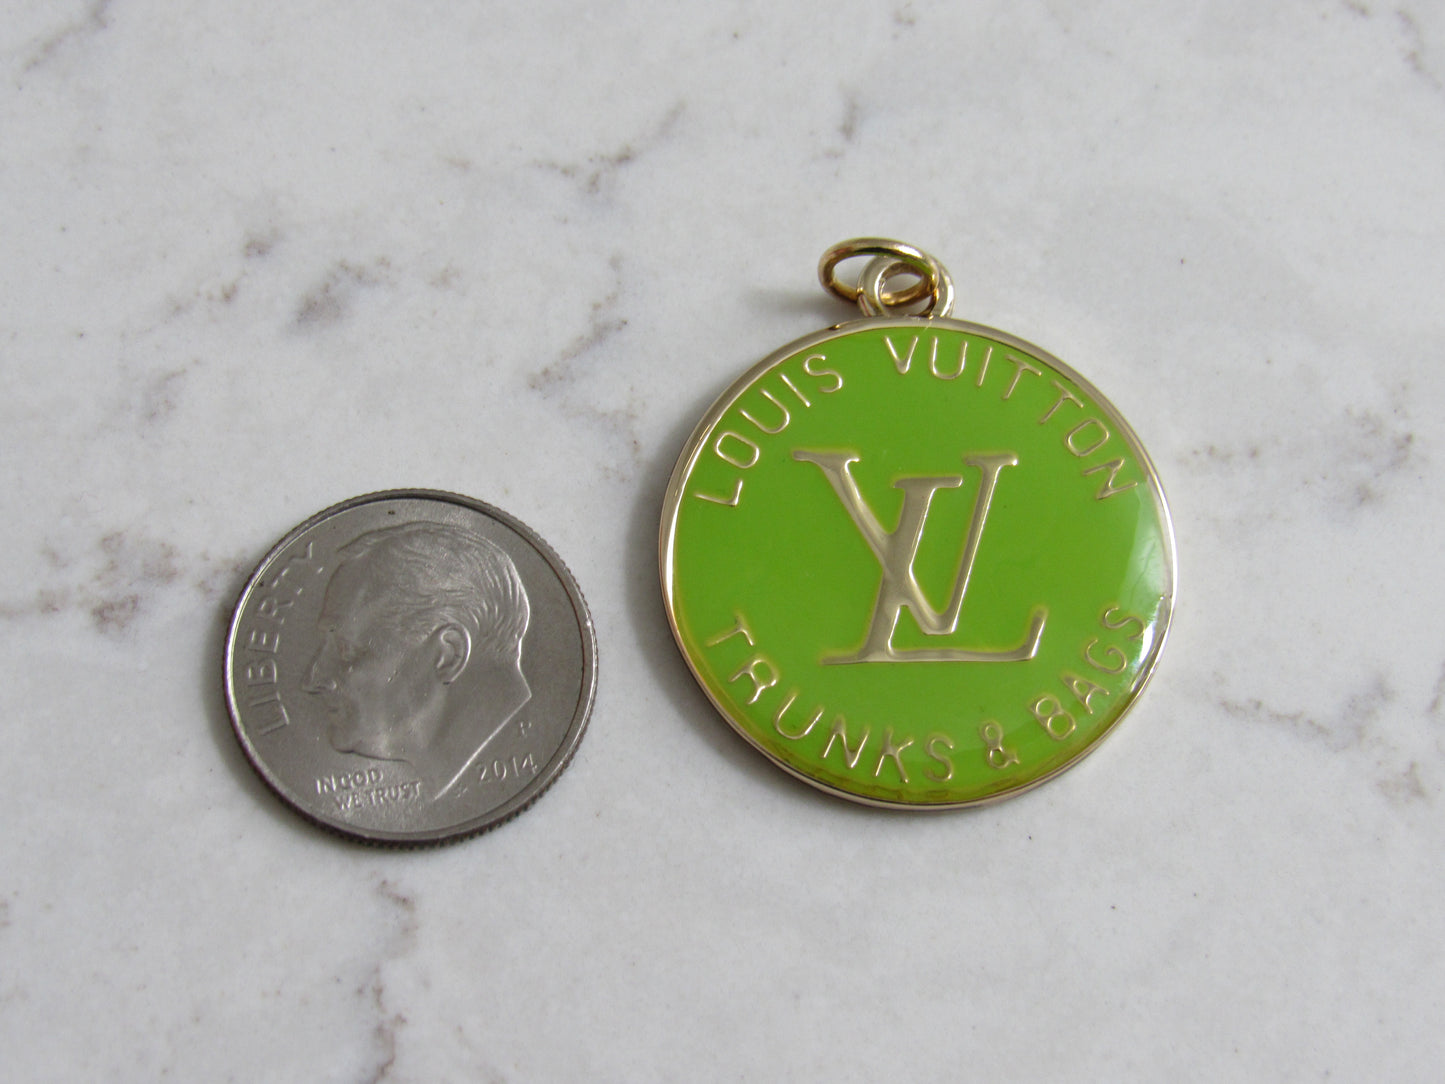 LIBERTY
IN GOD
WE TRUST
2014
P
LOUIS VUITTON
LV
TRUNKS & BAGS